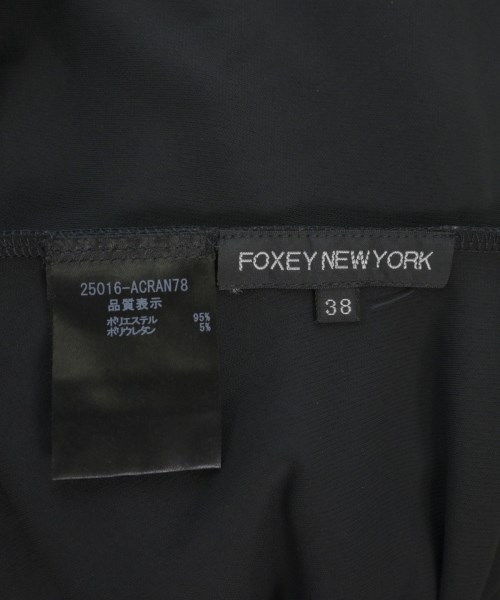 25016-ACRAN78
品質表示
ポリエステル 95%
ポリウレタン 5%
FOXEY NEW YORK
38